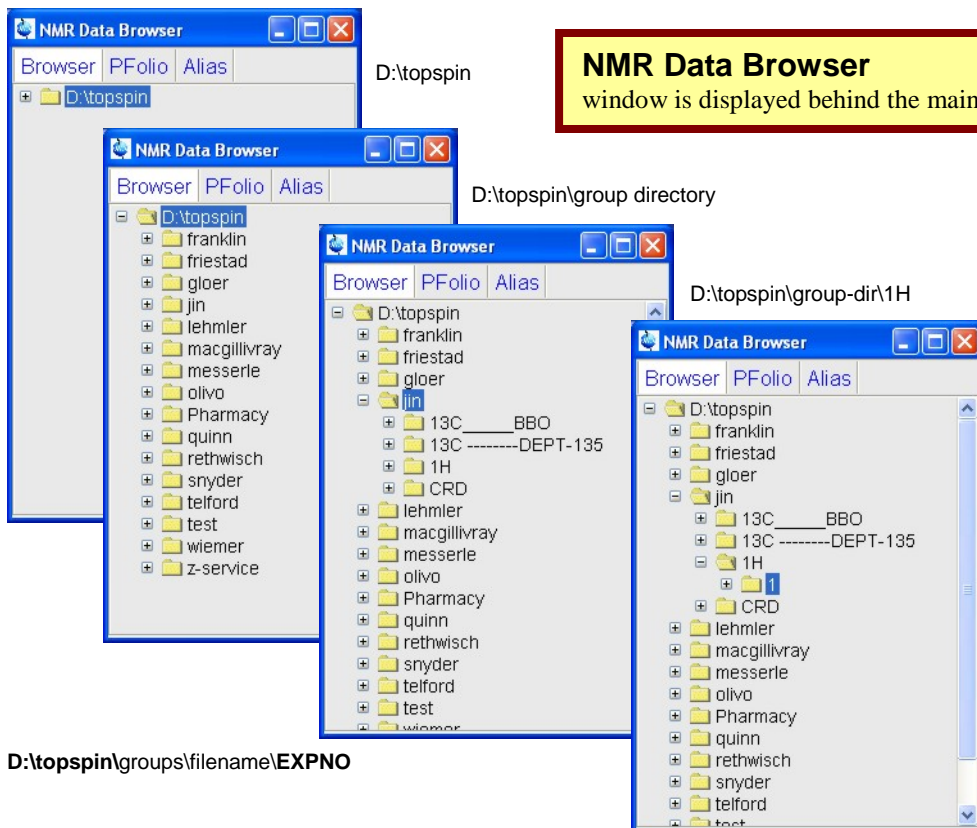 NMR Data Browser
Browser PFolio Alias
D:\topspin
D:\topspin
NMR Data Browser
window is displayed behind the main
NMR Data Browser
Browser PFolio Alias
D:\topspin
franklin
friestad
gloer
jin
lehmler
macgillivray
messerle
olivo
Pharmacy
quinn
rethwisch
snyder
telford
test
wiemer
z-service
D:\topspin\group directory
NMR Data Browser
Browser PFolio Alias
D:\topspin
franklin
friestad
gloer
jin
13C_____BBO
13C --------DEPT-135
1H
CRD
lehmler
macgillivray
messerle
olivo
Pharmacy
quinn
rethwisch
snyder
telford
test
wiemer
D:\topspin\group-dir\1H
NMR Data Browser
Browser PFolio Alias
D:\topspin
franklin
friestad
gloer
jin
13C_____BBO
13C --------DEPT-135
1H
1
CRD
lehmler
macgillivray
messerle
olivo
Pharmacy
quinn
rethwisch
snyder
telford
test
D:\topspin\groups\filename\EXPNO